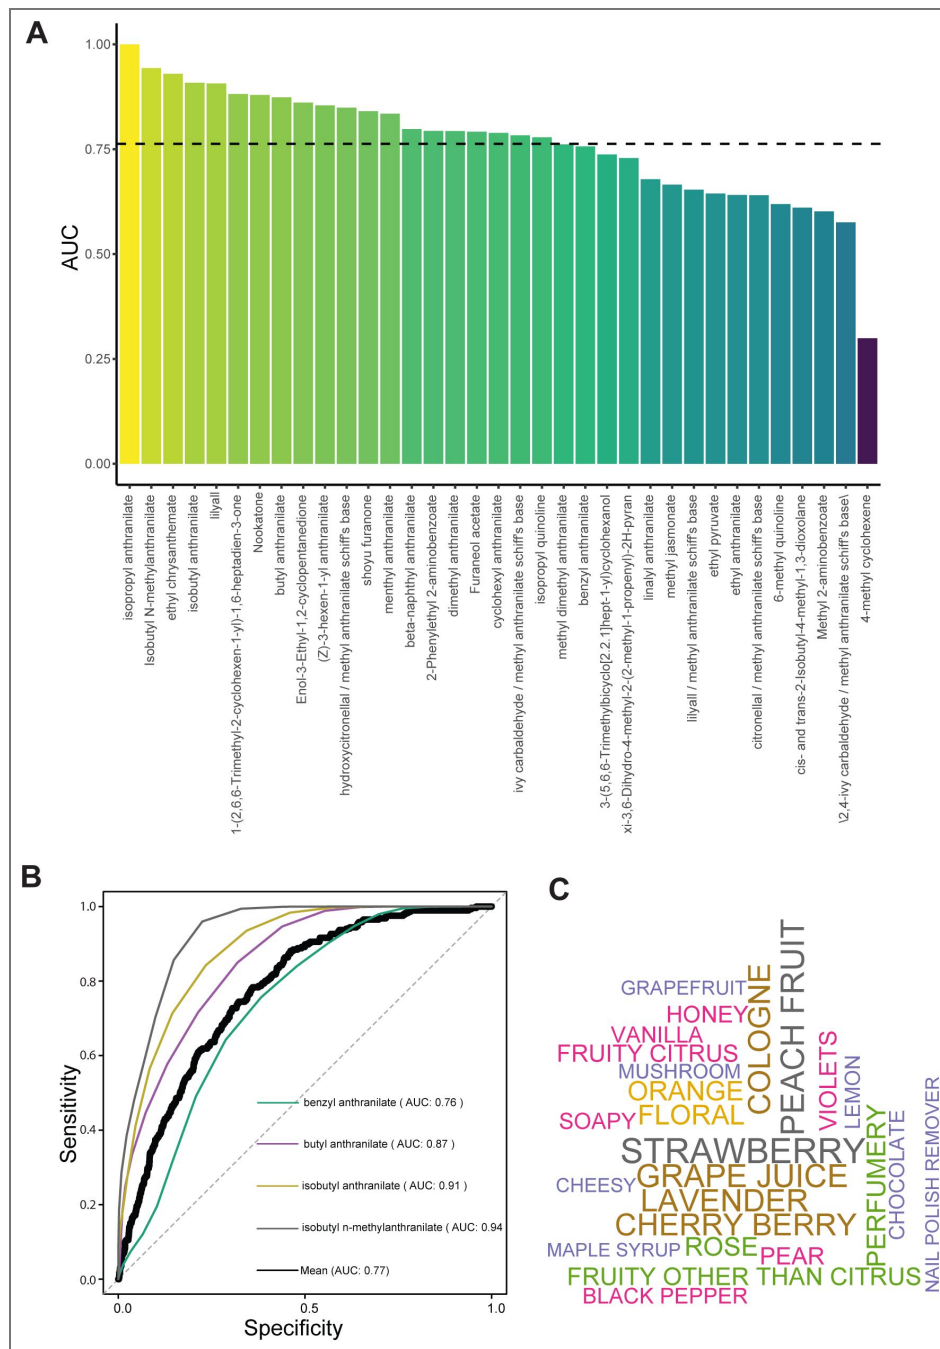 A
1.00
0.75
0.50
0.25
0.00
AUC
isopropyl anthranilate
Isobutyl N-methylanthranilate
ethyl chrysanthemate
isobutyl anthranilate
lilyall
1-(2,6,6-Trimethyl-2-cyclohexen-1-yl)-1,6-heptadien-3-one
Nookatone
butyl anthranilate
Enol-3-Ethyl-1,2-cyclopentanedione
(Z)-3-hexen-1-yl anthranilate
hydroxycitronellal / methyl anthranilate schiff's base
shoyu furanone
menthyl anthranilate
beta-naphthyl anthranilate
2-Phenylethyl 2-aminobenzoate
dimethyl anthranilate
Furaneol acetate
cyclohexyl anthranilate
ivy carbaldehyde / methyl anthranilate schiff's base
isopropyl quinoline
methyl dimethyl anthranilate
benzyl anthranilate
3-(5,6,6-Trimethylbicyclo[2.2.1]hept-1-yl)cyclohexanol
xi-3,6-Dihydro-4-methyl-2-(2-methyl-1-propenyl)-2H-pyran
linalyl anthranilate
methyl jasmonate
lilyall / methyl anthranilate schiff's base
ethyl pyruvate
ethyl anthranilate
citronellal / methyl anthranilate schiff's base
6-methyl quinoline
cis- and trans-2-Isobutyl-4-methyl-1,3-dioxolane
Methyl 2-aminobenzoate
\2,4-ivy carbaldehyde / methyl anthranilate schiff's base\
4-methyl cyclohexene
B
1.0
0.8
0.6
0.4
0.2
0.0
Sensitivity
benzyl anthranilate ( AUC: 0.76 )
butyl anthranilate ( AUC: 0.87 )
isobutyl anthranilate ( AUC: 0.91 )
isobutyl n-methylanthranilate ( AUC: 0.94
Mean (AUC: 0.77)
0.0
0.5
1.0
Specificity
C
GRAPEFRUIT
HONEY
VANILLA
FRUITY CITRUS
MUSHROOM
ORANGE
SOAPY
FLORAL
COLOGNE
PEACH FRUIT
VIOLETS
LEMON
STRAWBERRY
CHEESY
GRAPE JUICE
LAVENDER
CHERRY BERRY
PERFUMERY
CHOCOLATE
NAIL POLISH REMOVER
MAPLE SYRUP
ROSE
PEAR
FRUITY OTHER THAN CITRUS
BLACK PEPPER